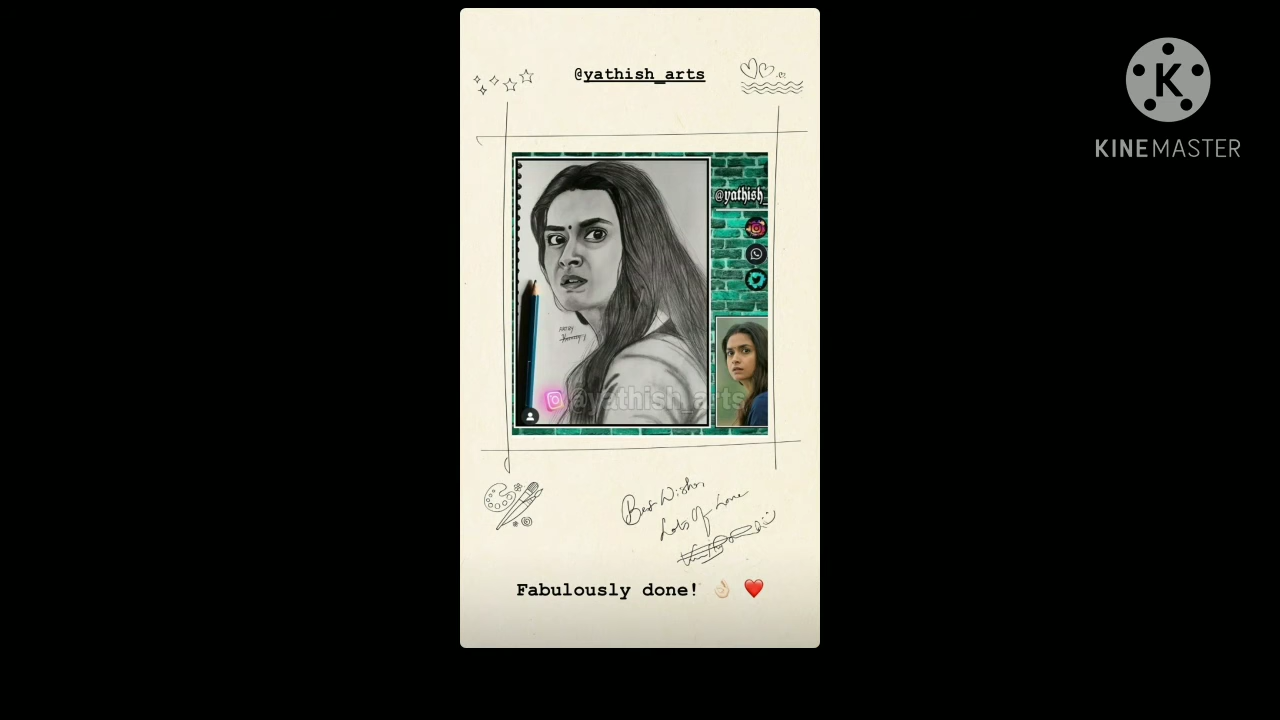 @yathish_arts
KINEMASTER
@yathish_
@yathish_arts
Best Wishes,
Lots Of Love
Fabulously done! 👌🏻 ❤️